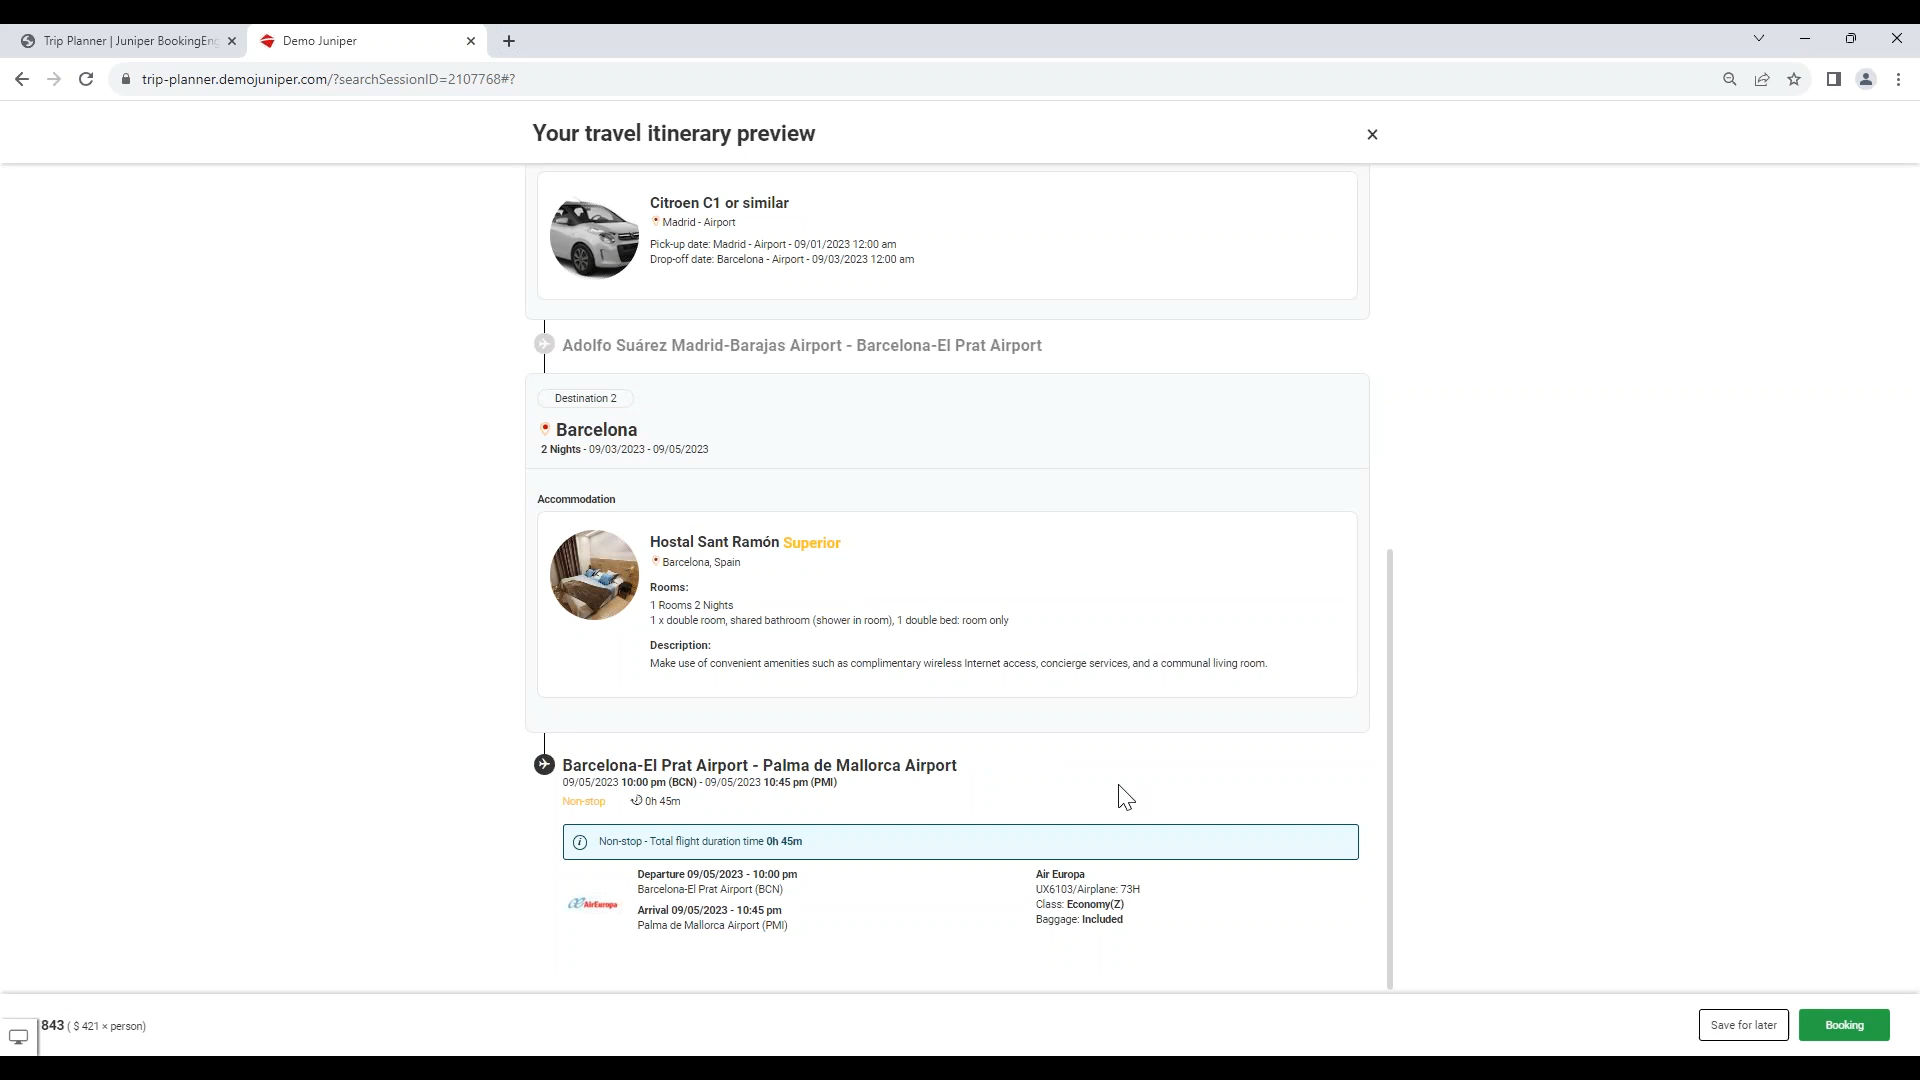 Trip Planner | Juniper BookingEng
Demo Juniper
trip-planner.demojuniper.com/?searchSessionID=2107768#?
Your travel itinerary preview
Citroen C1 or similar
Madrid - Airport
Pick-up date: Madrid - Airport - 09/01/2023 12:00 am
Drop-off date: Barcelona - Airport - 09/03/2023 12:00 am
Adolfo Suárez Madrid-Barajas Airport - Barcelona-El Prat Airport
Destination 2
Barcelona
2 Nights - 09/03/2023 - 09/05/2023
Accommodation
Hostal Sant Ramón Superior
Barcelona, Spain
Rooms:
1 Rooms 2 Nights
1 x double room, shared bathroom (shower in room), 1 double bed: room only
Description:
Make use of convenient amenities such as complimentary wireless Internet access, concierge services, and a communal living room.
Barcelona-El Prat Airport - Palma de Mallorca Airport
09/05/2023 10:00 pm (BCN) - 09/05/2023 10:45 pm (PMI)
Non-stop 0h 45m
Non-stop - Total flight duration time 0h 45m
AirEuropa
Departure 09/05/2023 - 10:00 pm
Barcelona-El Prat Airport (BCN)
Arrival 09/05/2023 - 10:45 pm
Palma de Mallorca Airport (PMI)
Air Europa
UX6103/Airplane: 73H
Class: Economy(Z)
Baggage: Included
843 ( $ 421 × person)
Save for later
Booking